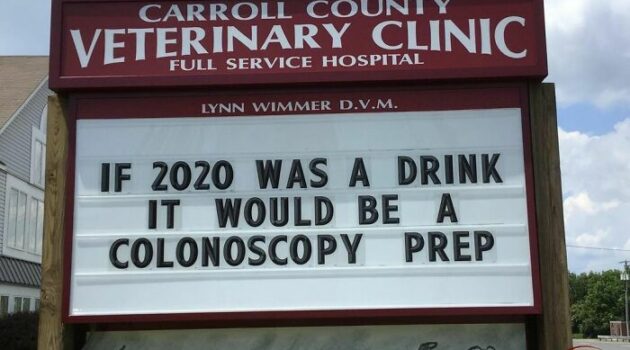 CARROLL COUNTY
VETERINARY CLINIC
FULL SERVICE HOSPITAL
LYNN WIMMER D.V.M.
IF 2020 WAS A DRINK
IT WOULD BE A
COLONOSCOPY PREP